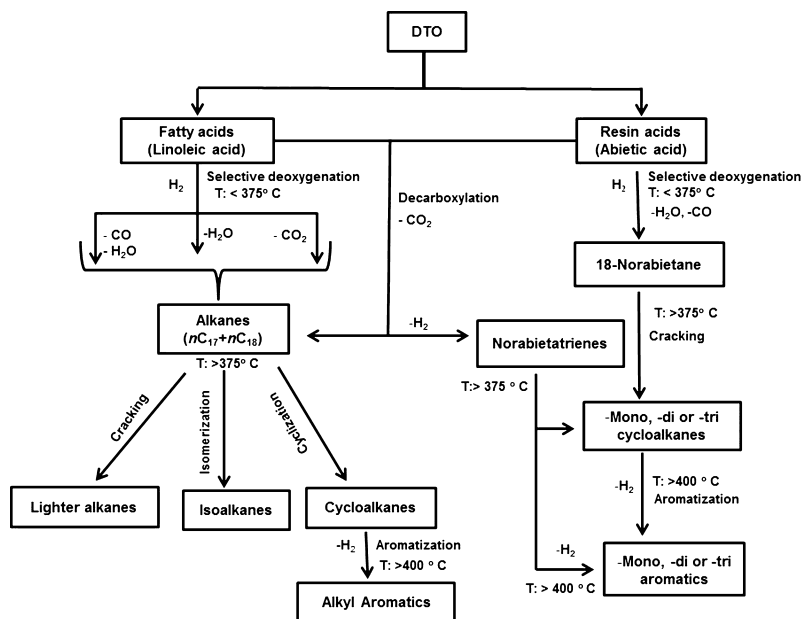 DTO
Fatty acids
(Linoleic acid)
Resin acids
(Abietic acid)
H₂
Selective deoxygenation
T: < 375° C
- CO
- H₂O
-H₂O
- CO₂
Decarboxylation
- CO₂
H₂
Selective deoxygenation
T: < 375° C
-H₂O, -CO
18-Norabietane
Alkanes
(nC₁₇+nC₁₈)
T: >375° C
-H₂
Norabietatrienes
T: >375° C
Cracking
T:> 375 ° C
Cracking
Isomerization
Cyclization
-Mono, -di or -tri
cycloalkanes
Lighter alkanes
Isoalkanes
Cycloalkanes
-H₂
T: >400 ° C
Aromatization
-H₂
Aromatization
T: >400 ° C
-H₂
T: > 400 ° C
-Mono, -di or -tri
aromatics
Alkyl Aromatics